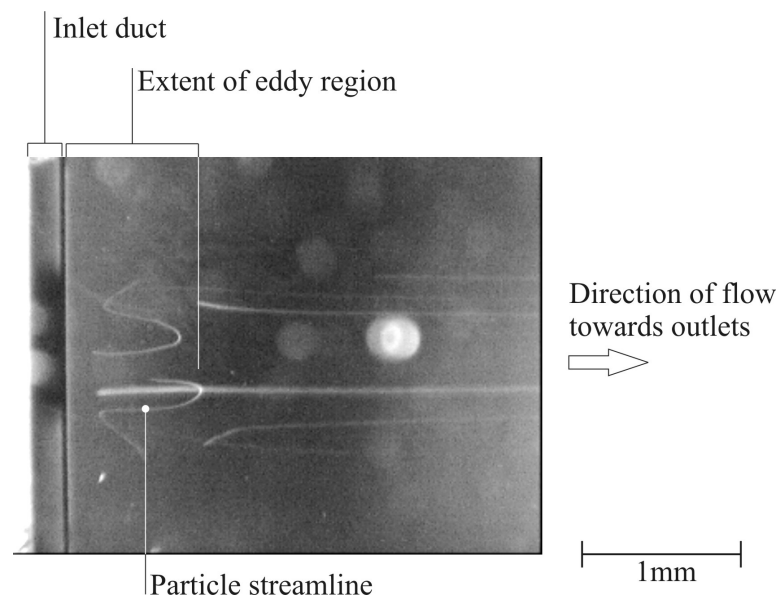 Inlet duct
Extent of eddy region
Direction of flow
towards outlets
1mm
Particle streamline